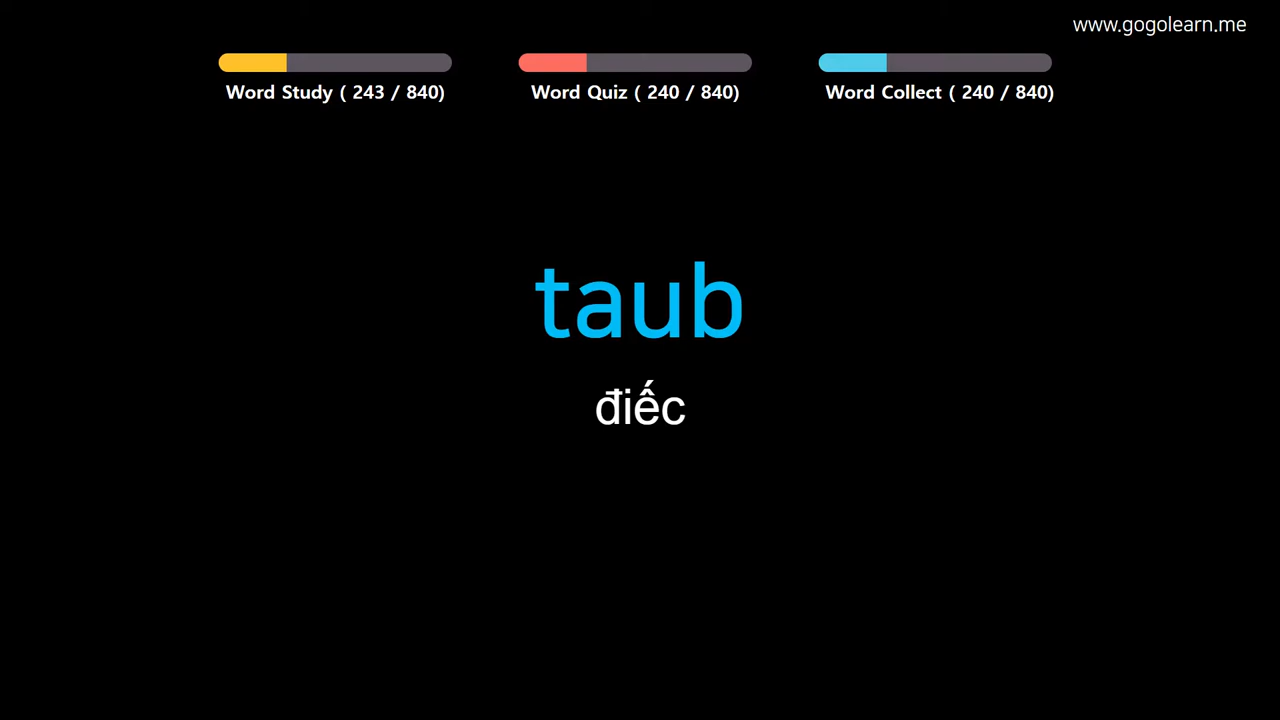 www.gogolearn.me
Word Study ( 243 / 840)
Word Quiz ( 240 / 840)
Word Collect ( 240 / 840)
taub
điếc